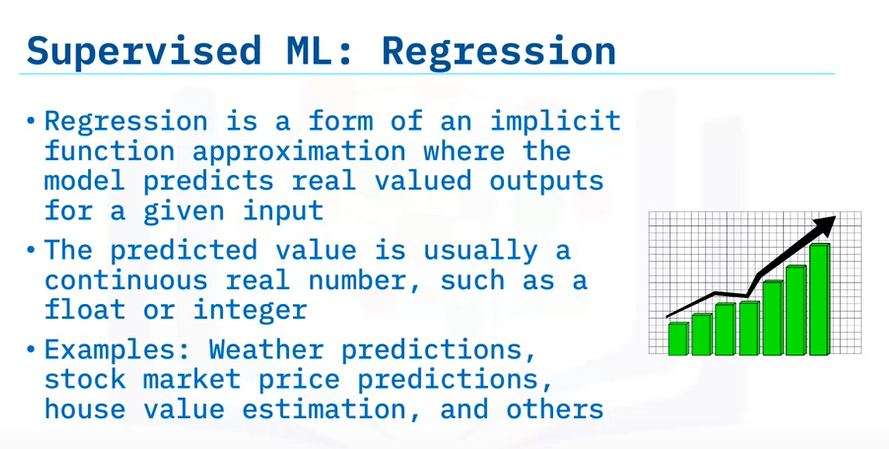 Supervised ML: Regression
• Regression is a form of an implicit
function approximation where the
model predicts real valued outputs
for a given input
• The predicted value is usually a
continuous real number, such as a
float or integer
• Examples: Weather predictions,
stock market price predictions,
house value estimation, and others